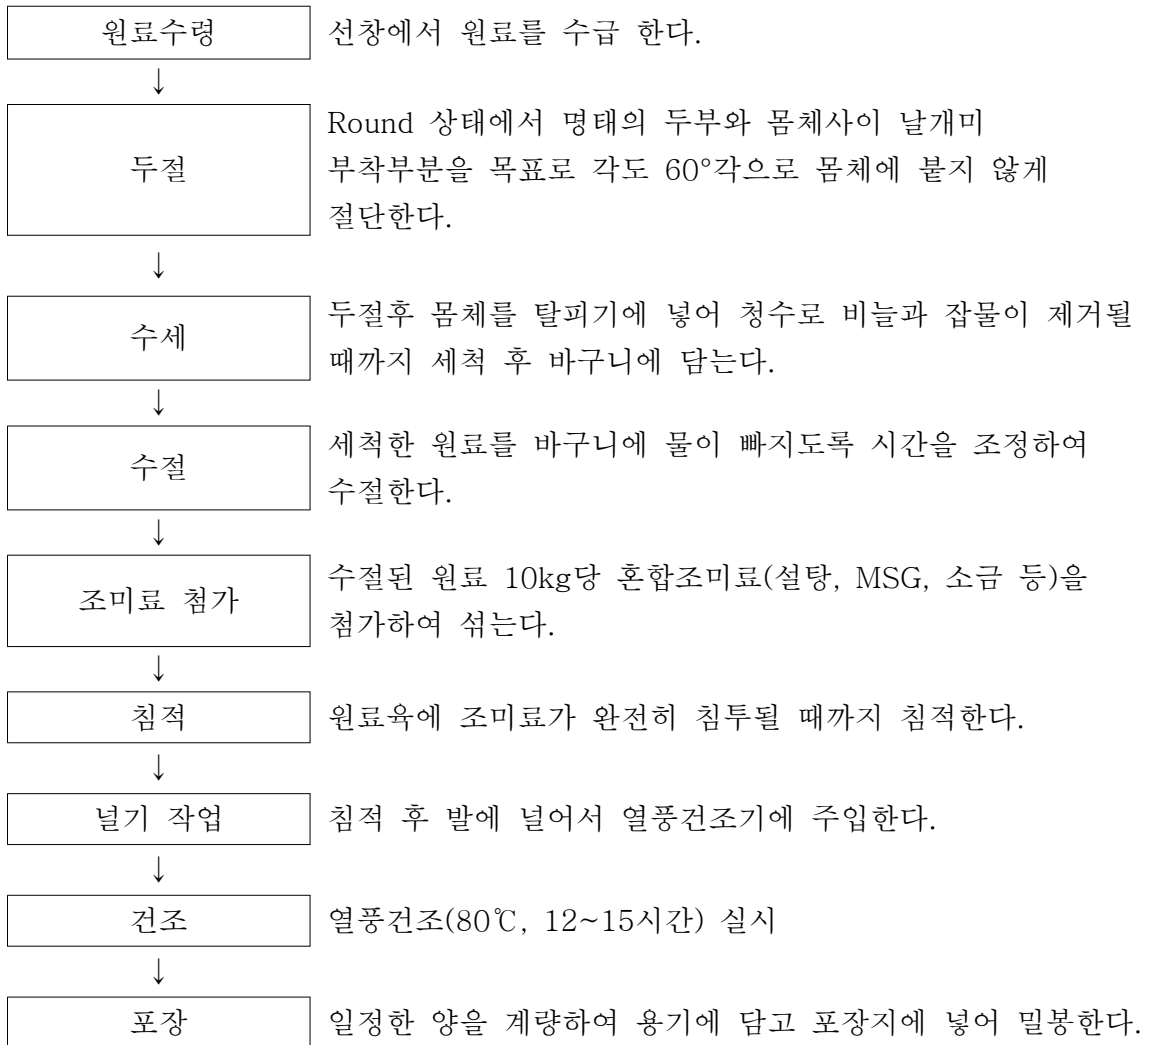 원료수령
선창에서 원료를 수급 한다.
↓
두절
Round 상태에서 명태의 두부와 몸체사이 날개미
부착부분을 목표로 각도 60°각으로 몸체에 붙지 않게
절단한다.
↓
수세
두절후 몸체를 탈피기에 넣어 청수로 비늘과 잡물이 제거될
때까지 세척 후 바구니에 담는다.
↓
수절
세척한 원료를 바구니에 물이 빠지도록 시간을 조정하여
수절한다.
↓
조미료 첨가
수절된 원료 10kg당 혼합조미료(설탕, MSG, 소금 등)을
첨가하여 섞는다.
↓
침적
원료육에 조미료가 완전히 침투될 때까지 침적한다.
↓
널기 작업
침적 후 발에 널어서 열풍건조기에 주입한다.
↓
건조
열풍건조(80℃, 12~15시간) 실시
↓
포장
일정한 양을 계량하여 용기에 담고 포장지에 넣어 밀봉한다.